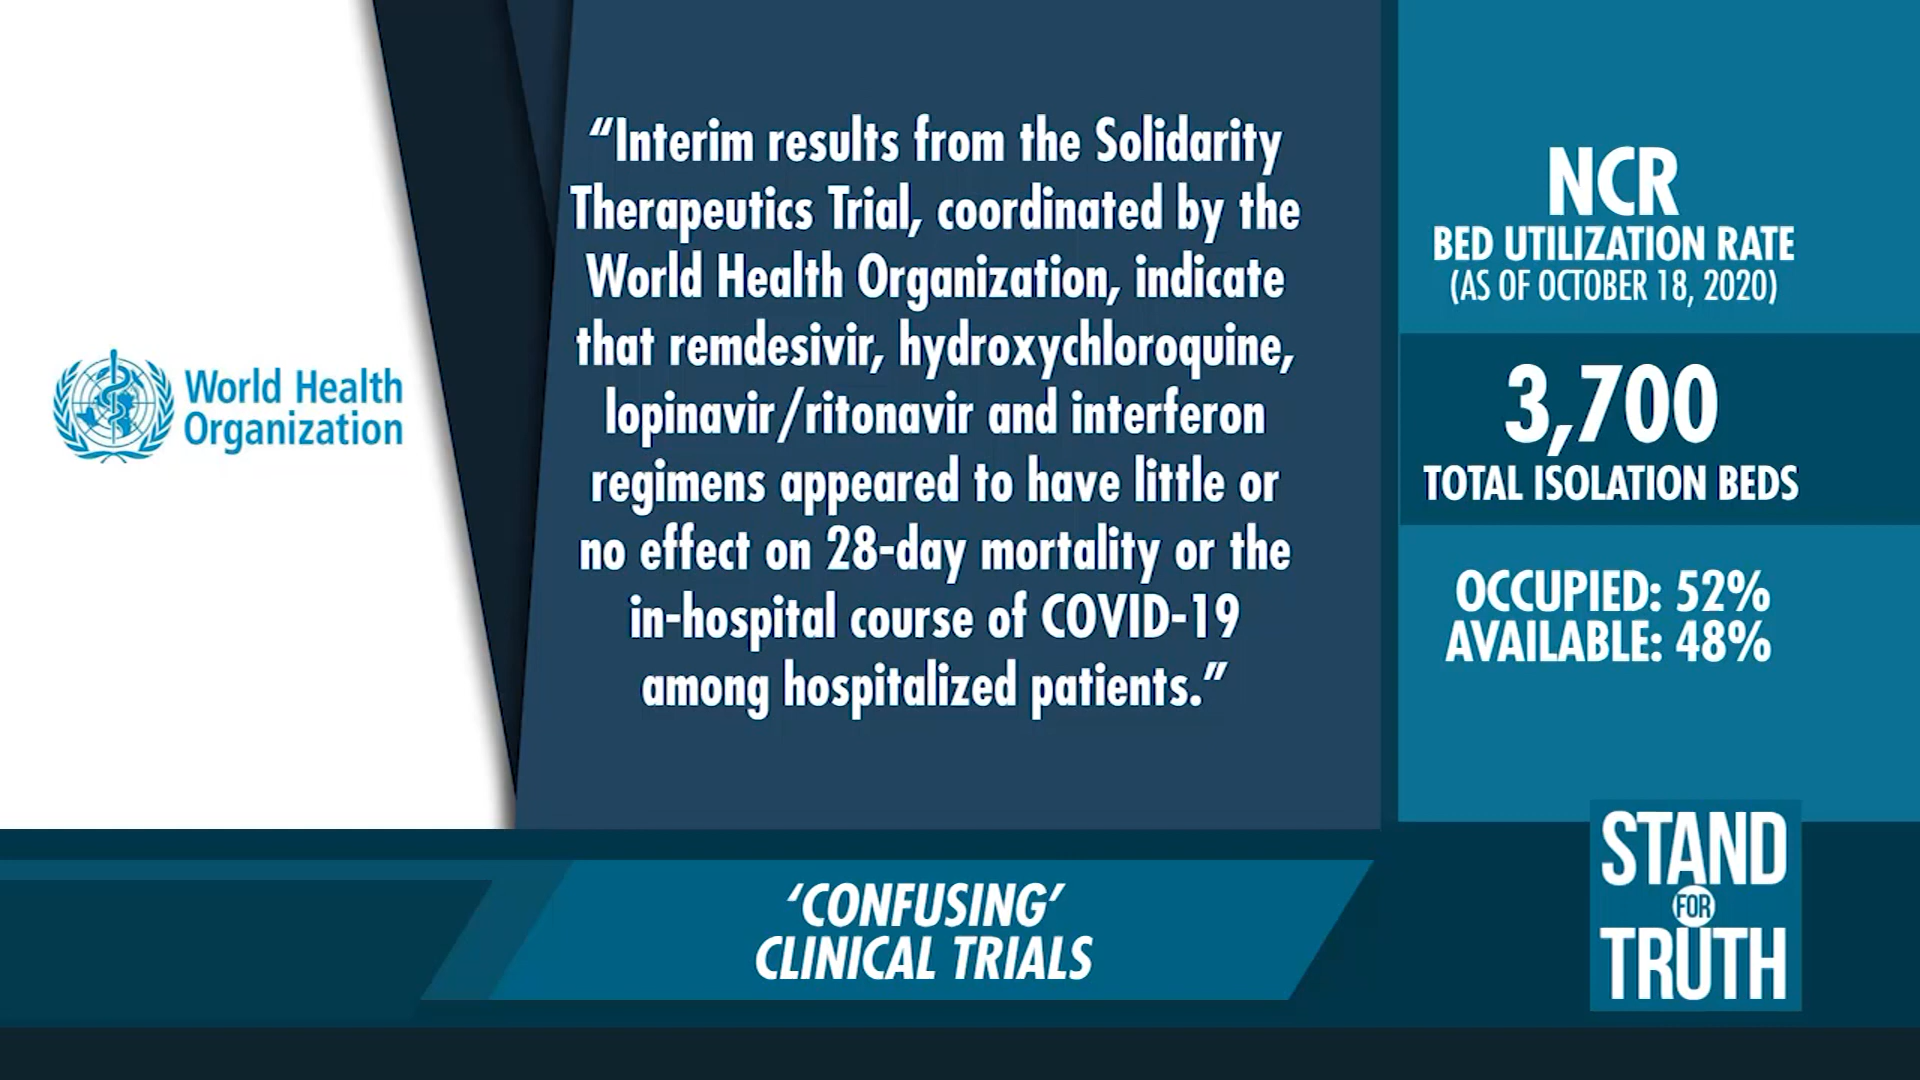 World Health
Organization
“Interim results from the Solidarity
Therapeutics Trial, coordinated by the
World Health Organization, indicate
that remdesivir, hydroxychloroquine,
lopinavir/ritonavir and interferon
regimens appeared to have little or
no effect on 28-day mortality or the
in-hospital course of COVID-19
among hospitalized patients.”
NCR
BED UTILIZATION RATE
(AS OF OCTOBER 18, 2020)
3,700
TOTAL ISOLATION BEDS
OCCUPIED: 52%
AVAILABLE: 48%
‘CONFUSING’
CLINICAL TRIALS
STAND
FOR
TRUTH